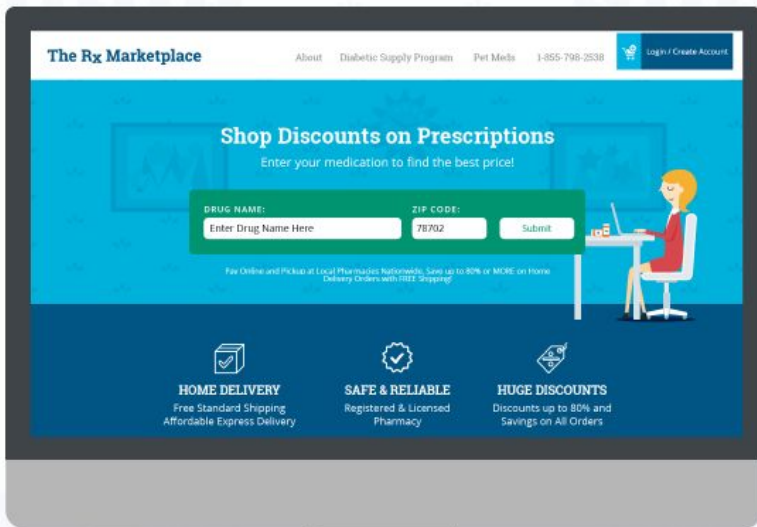 The Rx Marketplace
About Diabetic Supply Program Pet Meds 1-855-798-2538 Login / Create Account
Shop Discounts on Prescriptions
Enter your medication to find the best price!
DRUG NAME: ZIP CODE:
Enter Drug Name Here 78702 Submit
Pay Online and Pickup at Local Pharmacies Nationwide, Save up to 80% or MORE on Home
Delivery Orders with FREE Shipping!
HOME DELIVERY
Free Standard Shipping
Affordable Express Delivery
SAFE & RELIABLE
Registered & Licensed
Pharmacy
HUGE DISCOUNTS
Discounts up to 80% and
Savings on All Orders